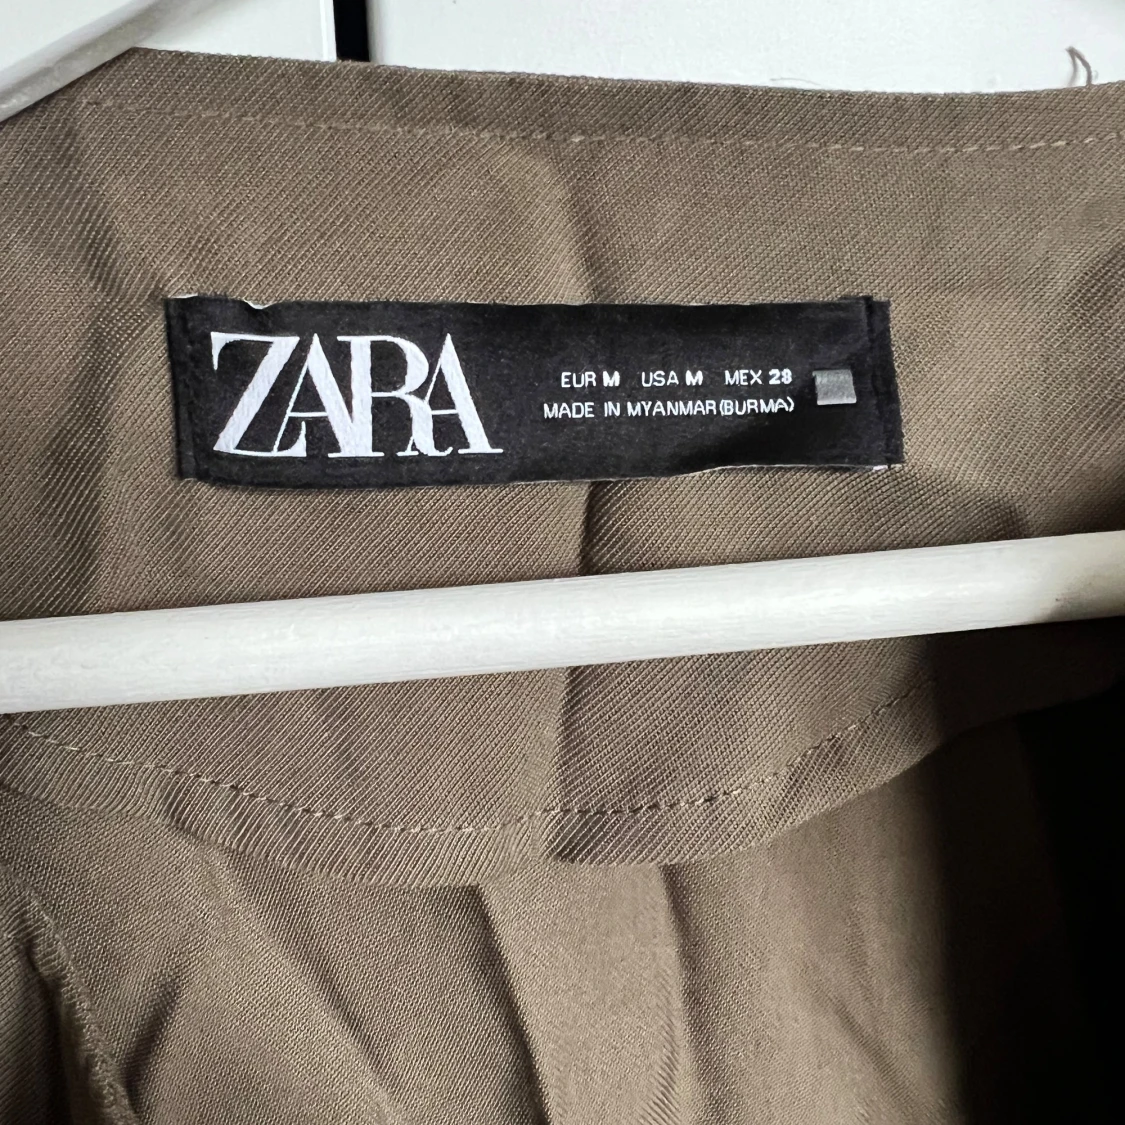 ZARA
EUR M USA M MEX 28
MADE IN MYANMAR (BURMA)